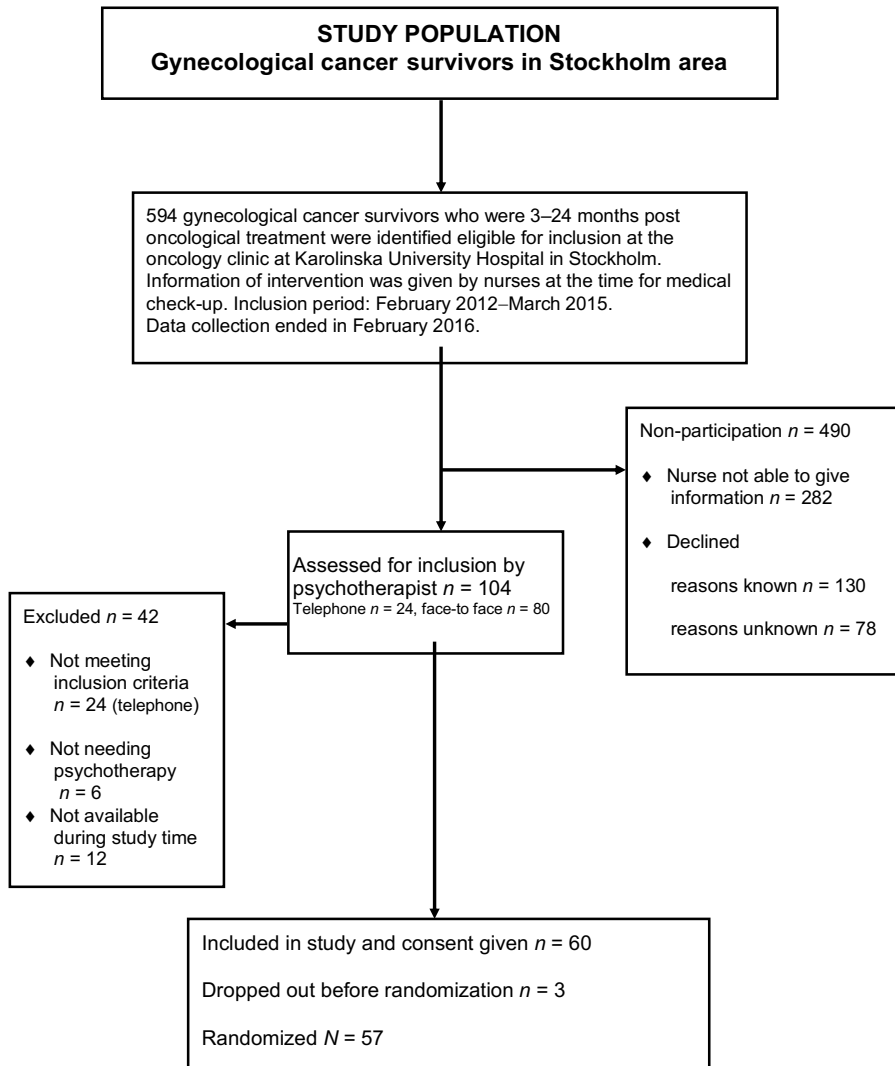 STUDY POPULATION
Gynecological cancer survivors in Stockholm area
594 gynecological cancer survivors who were 3–24 months post
oncological treatment were identified eligible for inclusion at the
oncology clinic at Karolinska University Hospital in Stockholm.
Information of intervention was given by nurses at the time for medical
check-up. Inclusion period: February 2012–March 2015.
Data collection ended in February 2016.
Non-participation n = 490
♦ Nurse not able to give
information n = 282
♦ Declined
reasons known n = 130
reasons unknown n = 78
Assessed for inclusion by
psychotherapist n = 104
Telephone n = 24, face-to face n = 80
Excluded n = 42
♦ Not meeting
inclusion criteria
n = 24 (telephone)
♦ Not needing
psychotherapy
n = 6
♦ Not available
during study time
n = 12
Included in study and consent given n = 60
Dropped out before randomization n = 3
Randomized N = 57